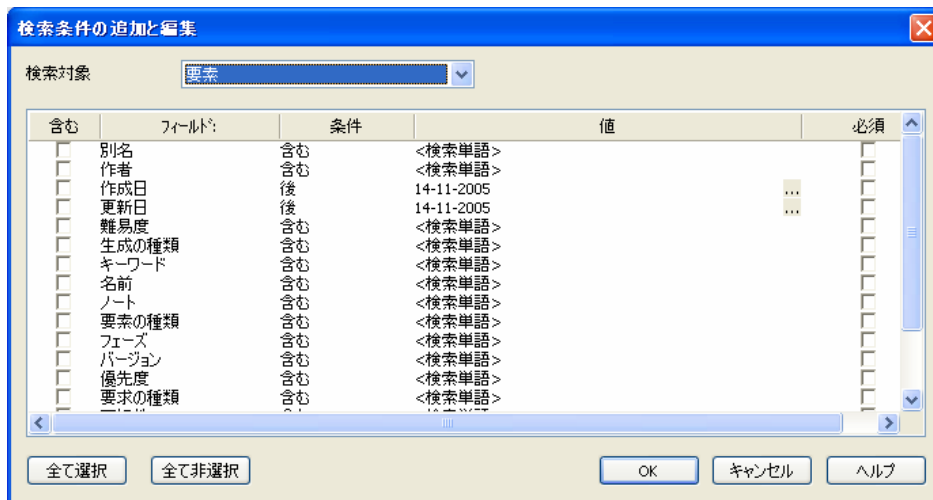 検索条件の追加と編集
検索対象 要素
含む フィールド: 条件 値 必須
別名 含む <検索単語>
作者 含む <検索単語>
作成日 後 14-11-2005 ...
更新日 後 14-11-2005 ...
難易度 含む <検索単語>
生成の種類 含む <検索単語>
キーワード 含む <検索単語>
名前 含む <検索単語>
ノート 含む <検索単語>
要素の種類 含む <検索単語>
フェーズ 含む <検索単語>
バージョン 含む <検索単語>
優先度 含む <検索単語>
要求の種類 含む <検索単語>
全て選択 全て非選択 OK キャンセル ヘルプ